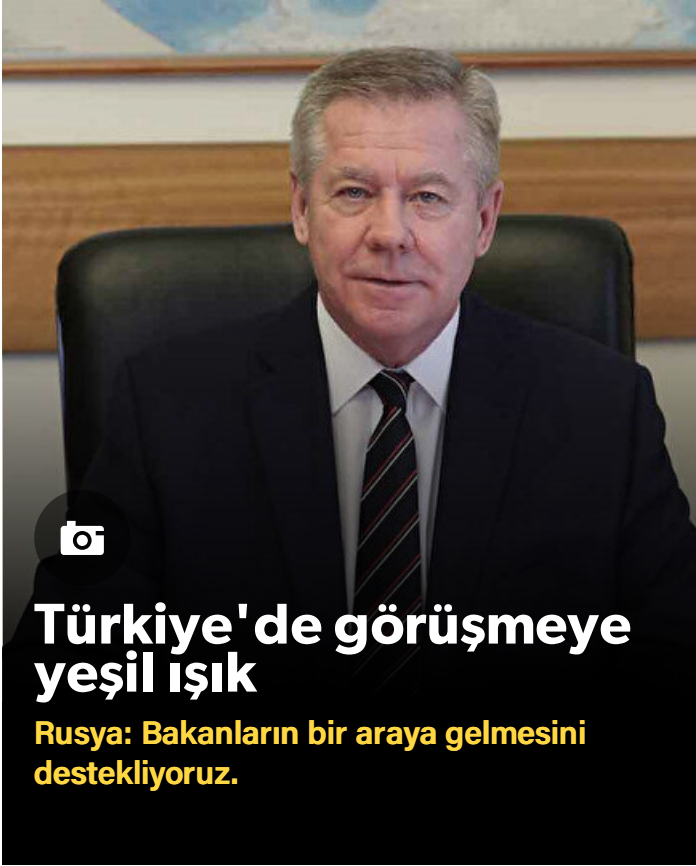 Türkiye'de görüşmeye
yeşil ışık
Rusya: Bakanların bir araya gelmesini
destekliyoruz.